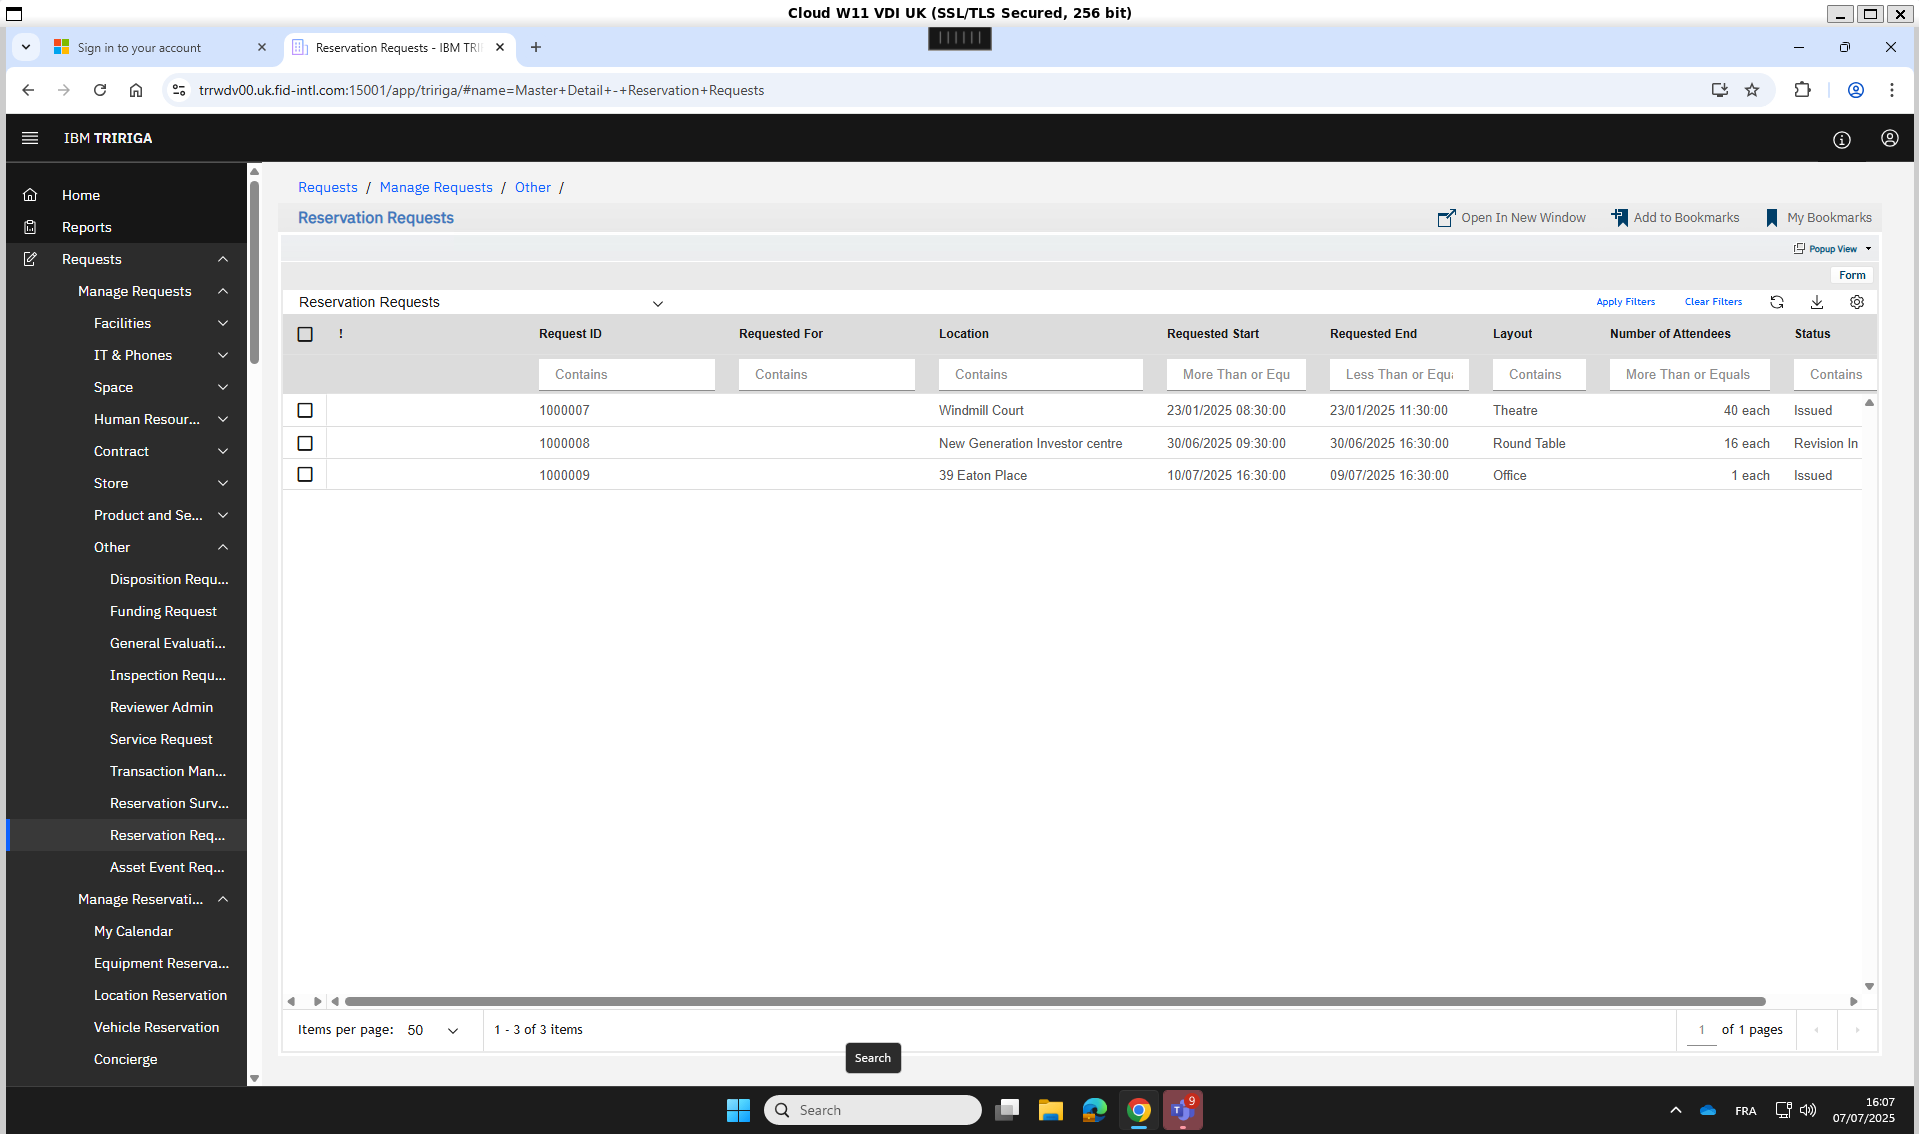 Cloud W11 VDI UK (SSL/TLS Secured, 256 bit)
Sign in to your account
Reservation Requests - IBM TRI
trrwdv00.uk.fid-intl.com:15001/app/tririga/#name=Master+Detail+-+Reservation+Requests
IBM TRIRIGA
Home
Reports
Requests
Manage Requests
Facilities
IT & Phones
Space
Human Resour...
Contract
Store
Product and Se...
Other
Disposition Requ...
Funding Request
General Evaluati...
Inspection Requ...
Reviewer Admin
Service Request
Transaction Man...
Reservation Surv...
Reservation Req...
Asset Event Req...
Manage Reservati...
My Calendar
Equipment Reserva...
Location Reservation
Vehicle Reservation
Concierge
Requests / Manage Requests / Other /
Reservation Requests
Open In New Window
Add to Bookmarks
My Bookmarks
Popup View
Form
Reservation Requests
Apply Filters
Clear Filters
! Request ID Requested For Location Requested Start Requested End Layout Number of Attendees Status
Contains Contains Contains More Than or Equ Less Than or Equ Contains More Than or Equals Contains
1000007 Windmill Court 23/01/2025 08:30:00 23/01/2025 11:30:00 Theatre 40 each Issued
1000008 New Generation Investor centre 30/06/2025 09:30:00 30/06/2025 16:30:00 Round Table 16 each Revision In
1000009 39 Eaton Place 10/07/2025 16:30:00 09/07/2025 16:30:00 Office 1 each Issued
Items per page: 50 1 - 3 of 3 items
1 of 1 pages
Search
Search
9
FRA
16:07
07/07/2025